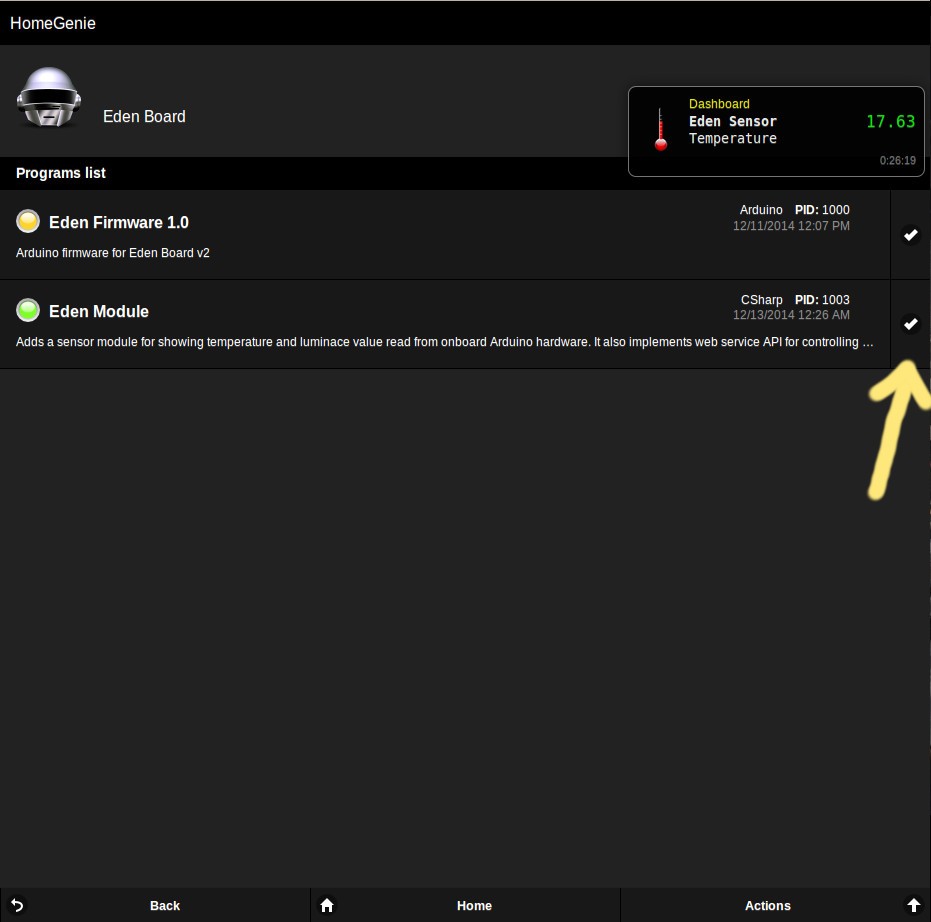 HomeGenie
Eden Board
Dashboard
Eden Sensor 17.63
Temperature
0:26:19
Programs list
Eden Firmware 1.0
Arduino PID: 1000
12/11/2014 12:07 PM
Arduino firmware for Eden Board v2
Eden Module
CSharp PID: 1003
12/13/2014 12:26 AM
Adds a sensor module for showing temperature and luminace value read from onboard Arduino hardware. It also implements web service API for controlling ...
Back Home Actions